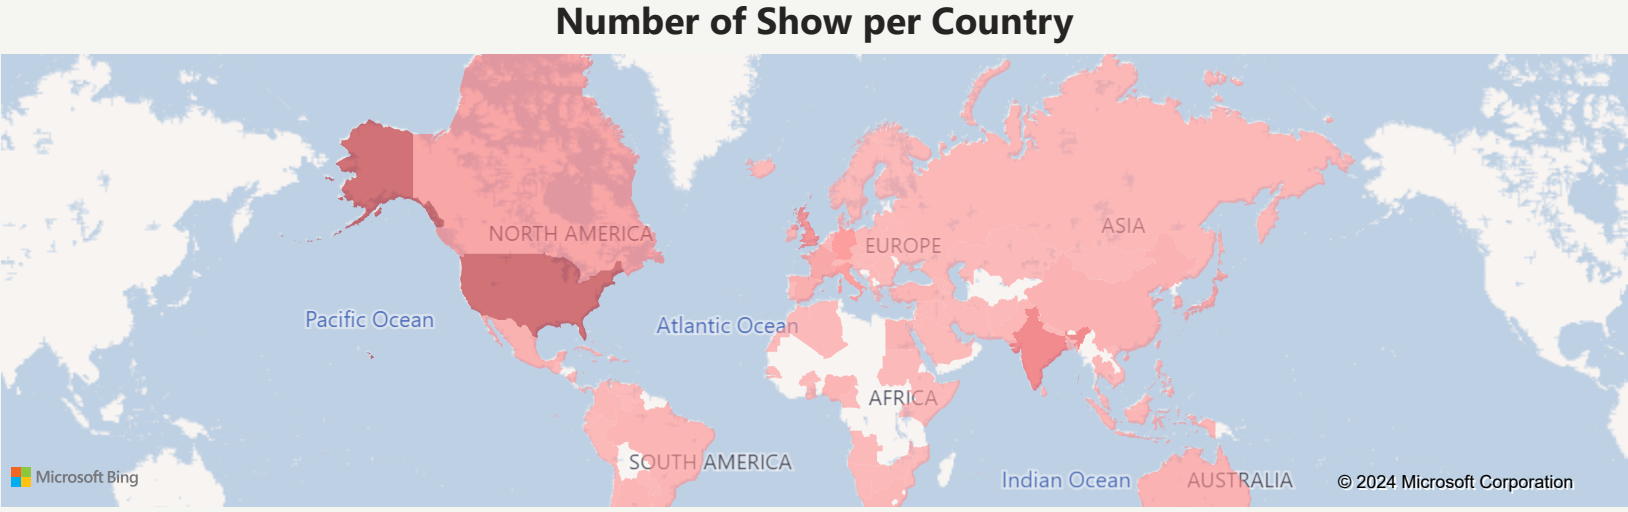 Number of Show per Country
NORTH AMERICA
EUROPE
ASIA
Pacific Ocean
Atlantic Ocean
AFRICA
SOUTH AMERICA
Indian Ocean
AUSTRALIA
Microsoft Bing
© 2024 Microsoft Corporation